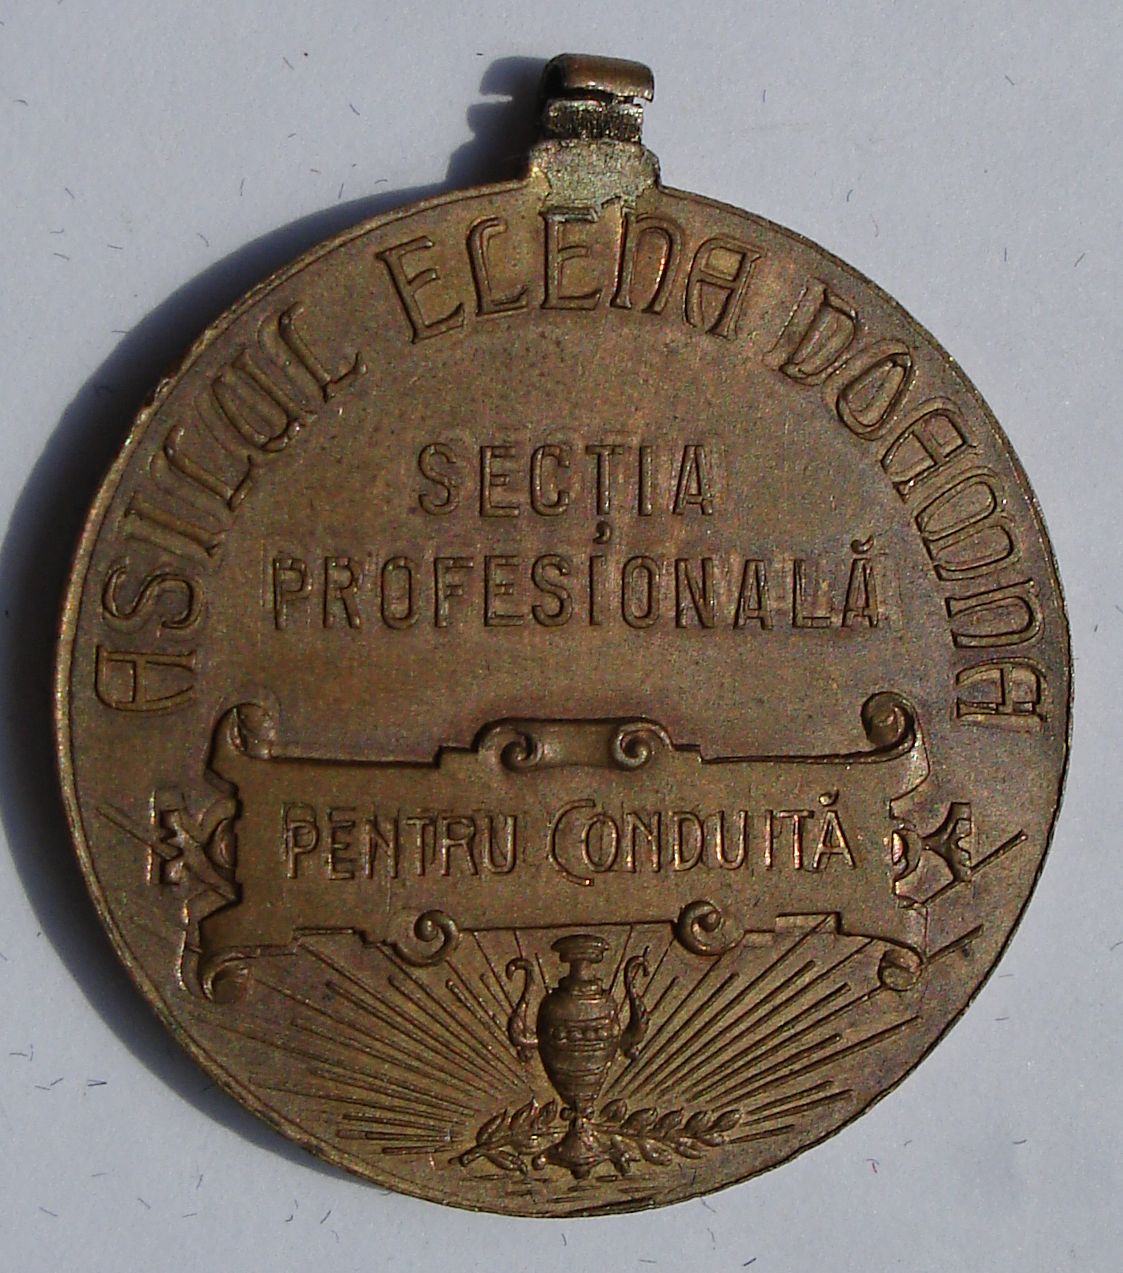 ASILUL ELENA DOAMNA
SECȚIA
PROFESIONALĂ
PENTRU CONDUITĂ